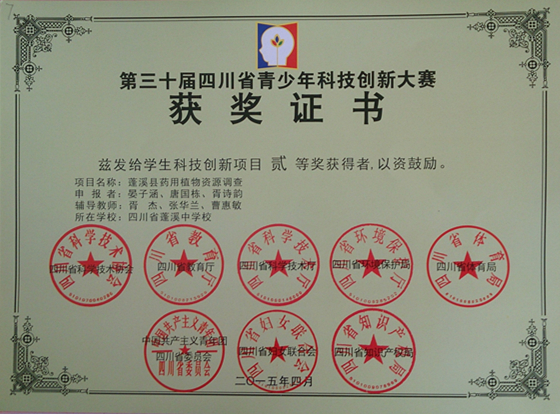 第三十届四川省青少年科技创新大赛
获奖证书
兹发给学生科技创新项目 贰 等奖获得者,以资鼓励。
项目名称：蓬溪县药用植物资源调查
申报者：晏子涵、唐国栋、胥诗韵
辅导教师：胥 杰、张华兰、曹惠敏
所在学校：四川省蓬溪中学校
四川省科学技术协会 四川省教育厅 四川省科学技术厅 四川省环境保护局 四川省体育局
中国共产主义青年团
四川省委员会 四川省妇女联合会 四川省知识产权局
二〇一五年四月